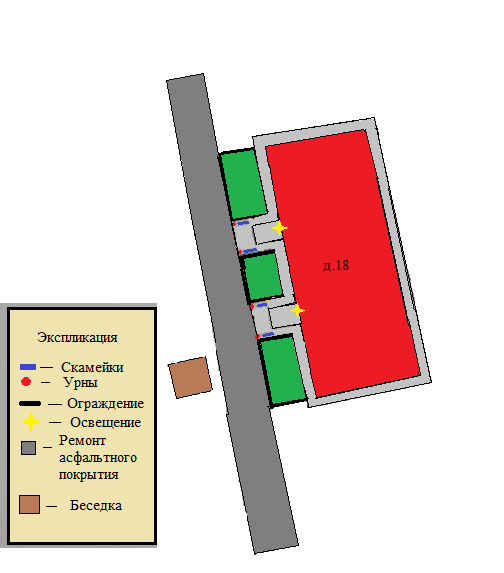 д.18
Экспликация
— Скамейки
— Урны
— Ограждение
— Освещение
— Ремонт
асфальтного
покрытия
— Беседка